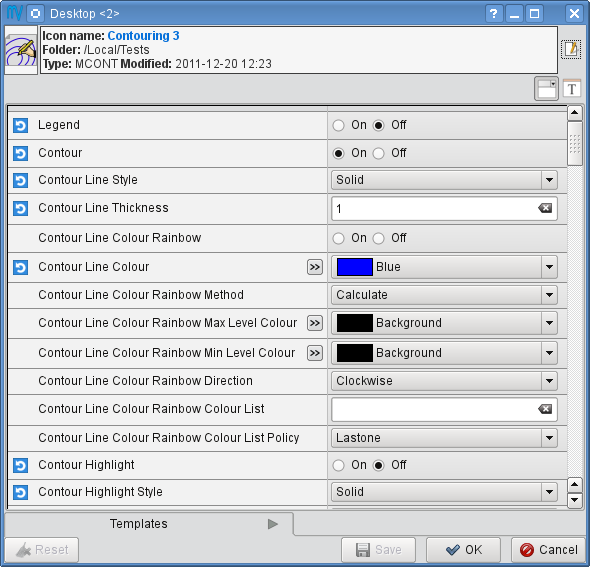 MV Desktop <2>
Icon name: Contouring 3
Folder: /Local/Tests
Type: MCONT Modified: 2011-12-20 12:23
T
Legend On Off
Contour On Off
Contour Line Style Solid
Contour Line Thickness 1
Contour Line Colour Rainbow On Off
Contour Line Colour >> Blue
Contour Line Colour Rainbow Method Calculate
Contour Line Colour Rainbow Max Level Colour >> Background
Contour Line Colour Rainbow Min Level Colour >> Background
Contour Line Colour Rainbow Direction Clockwise
Contour Line Colour Rainbow Colour List
Contour Line Colour Rainbow Colour List Policy Lastone
Contour Highlight On Off
Contour Highlight Style Solid
Templates
Reset Save OK Cancel